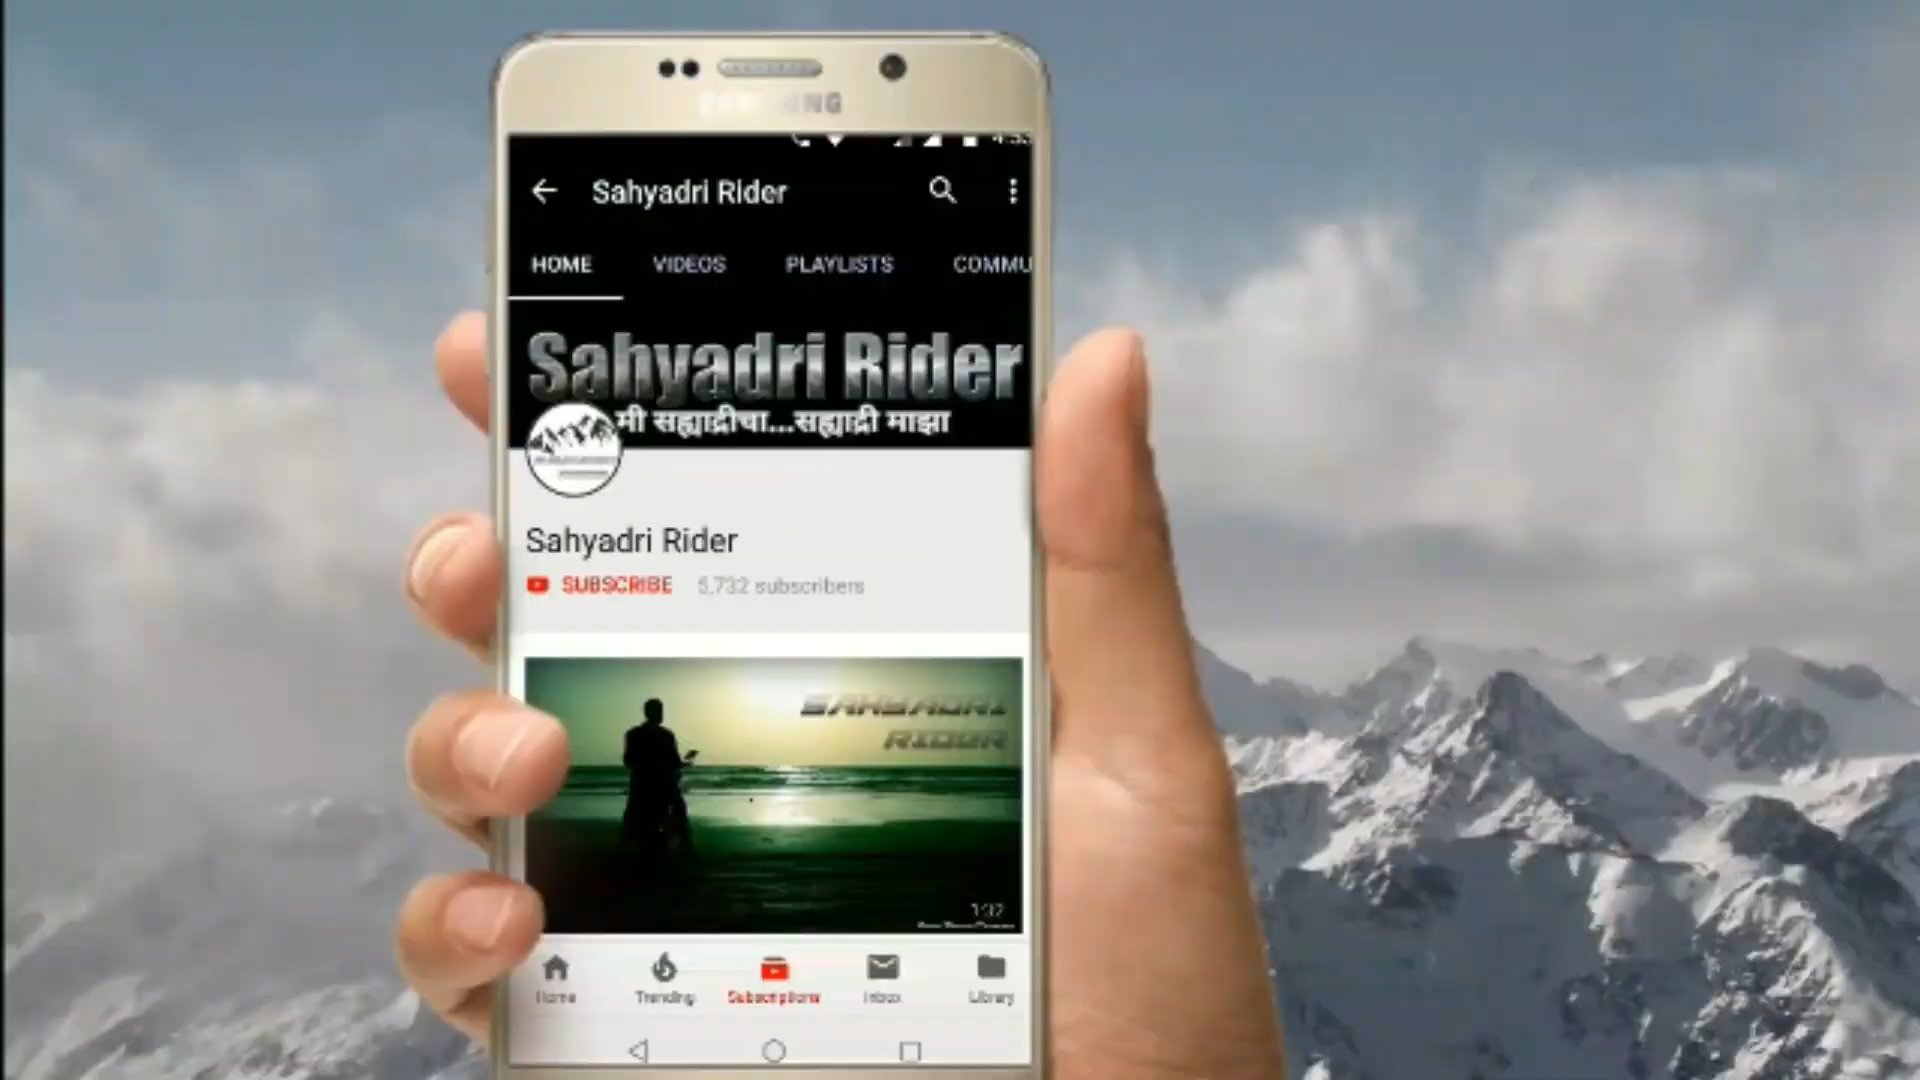 SAMSUNG
Sahyadri Rider
HOME VIDEOS PLAYLISTS COMMU
Sahyadri Rider
मी सह्याद्रीचा...सह्याद्री माझा
Sahyadri Rider
SUBSCRIBE 5,732 subscribers
SAHYADRI
RIDER
1:32
Home Trending Subscriptions Inbox Library